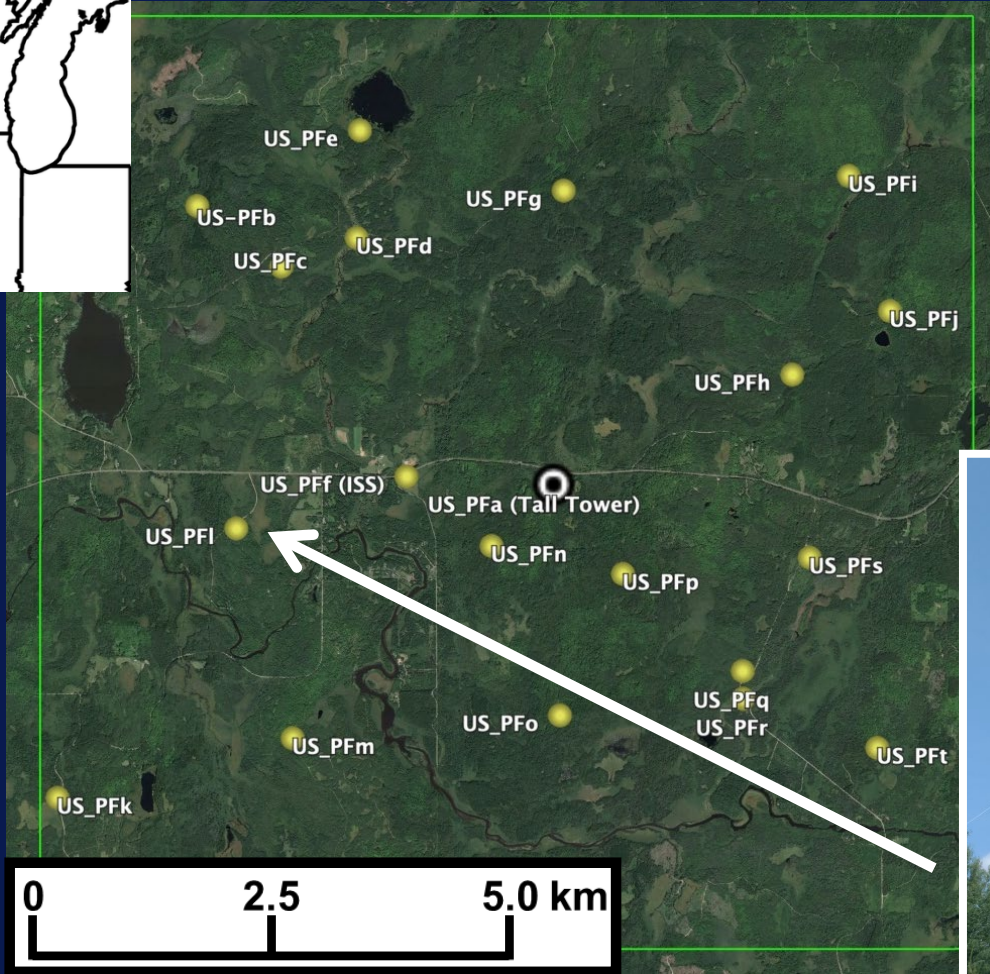 US_PFe
US_PFi
US_PFg
US-PFb
US_PFd
US_PFc
US_PFj
US_PFh
US_PFf (ISS)
US_PFa (Tall Tower)
US_PFl
US_PFn
US_PFs
US_PFp
US_PFq
US_PFo
US_PFr
US_PFm
US_PFt
US_PFk
0 2.5 5.0 km